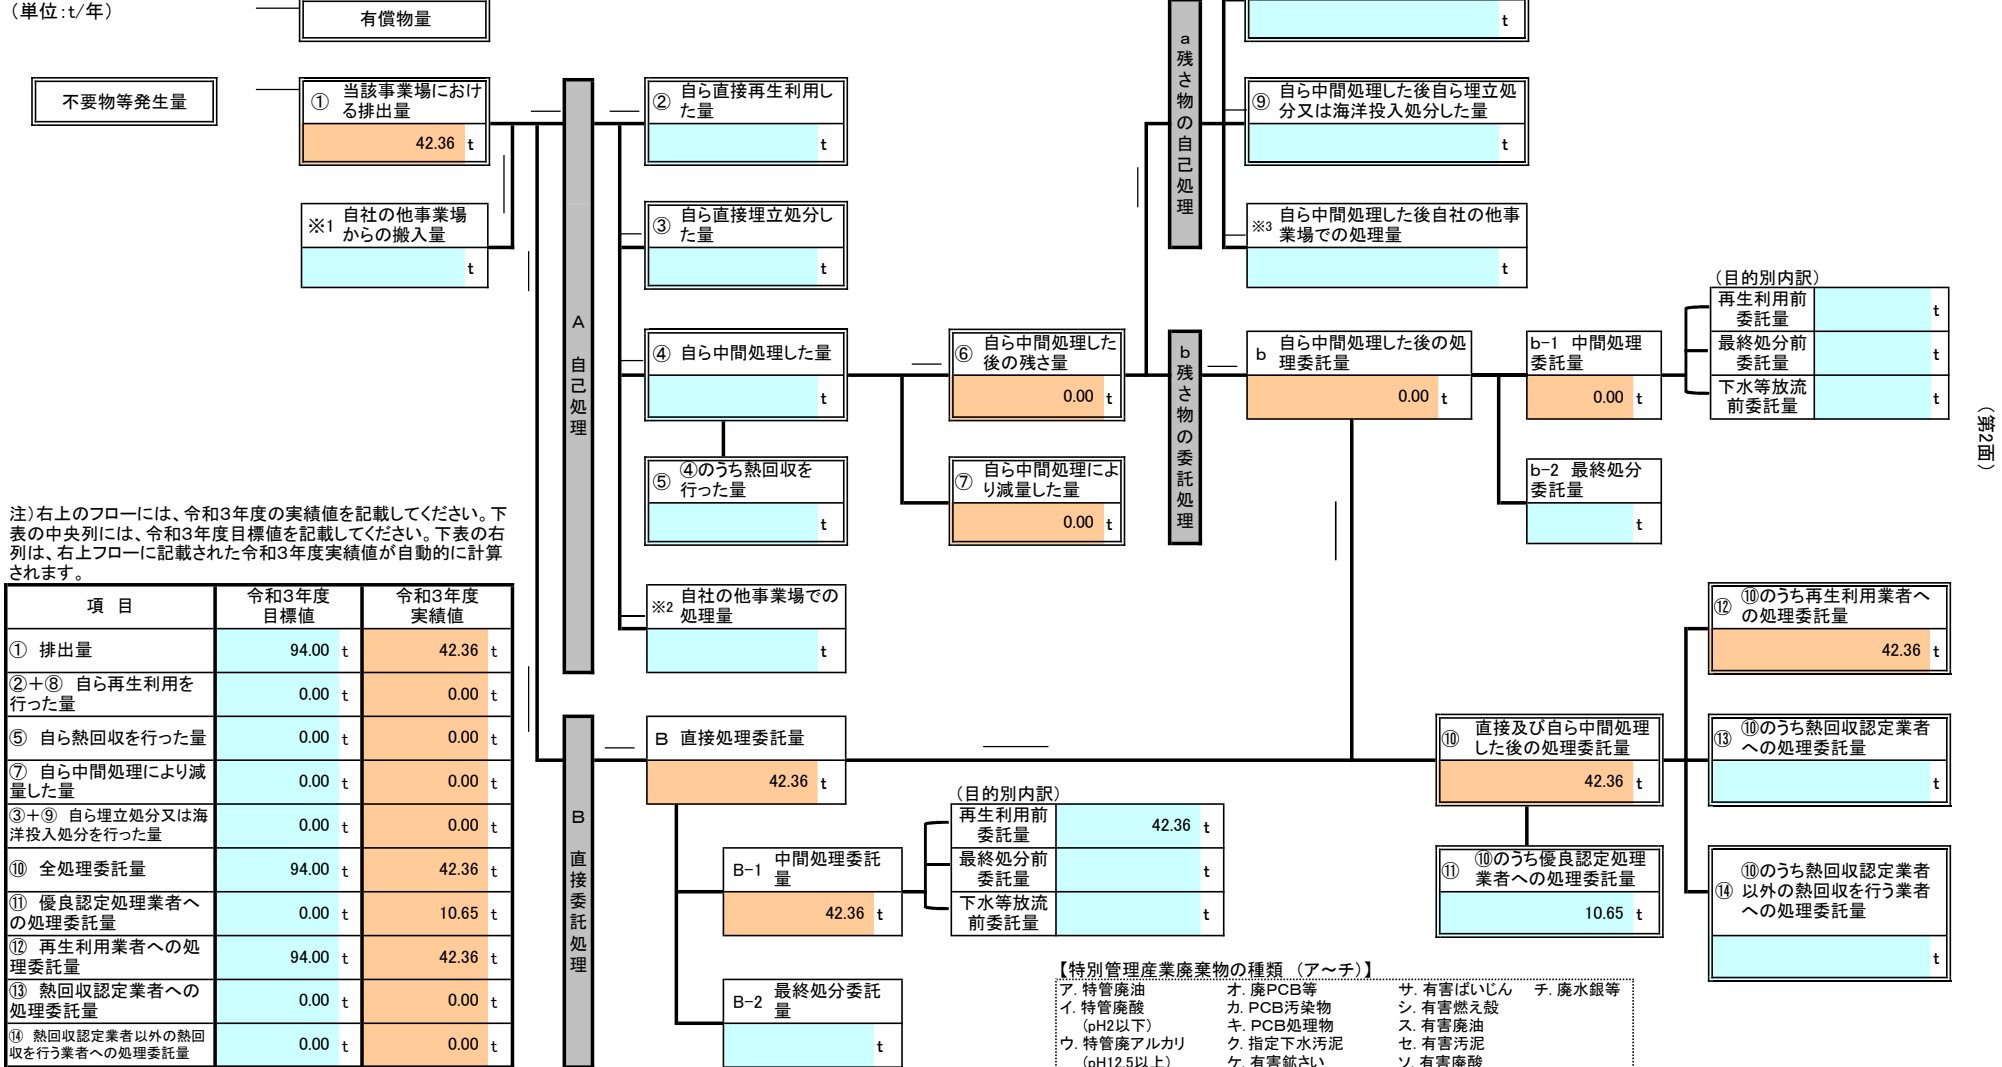 （単位：t/年）
有償物量
t
不要物等発生量
① 当該事業場におけ
る排出量
42.36 t
※1 自社の他事業場
からの搬入量
t
A 自己処理
② 自ら直接再生利用し
た量
t
③ 自ら直接埋立処分し
た量
t
④ 自ら中間処理した量
t
⑤ ④のうち熱回収を
行った量
t
※2 自社の他事業場での
処理量
t
⑥ 自ら中間処理した
後の残さ量
0.00 t
⑦ 自ら中間処理によ
り減量した量
0.00 t
a 残さ物の自己処理
⑨ 自ら中間処理した後自ら埋立処
分又は海洋投入処分した量
t
※3 自ら中間処理した後自社の他事
業場での処理量
t
b 残さ物の委託処理
b 自ら中間処理した後の処
理委託量
0.00 t
b-1 中間処理
委託量
0.00 t
b-2 最終処分
委託量
t
（目的別内訳）
再生利用前
委託量
t
最終処分前
委託量
t
下水等放流
前委託量
t
（第2面）
注）右上のフローには、令和3年度の実績値を記載してください。下
表の中央列には、令和3年度目標値を記載してください。下表の右
列は、右上フローに記載された令和3年度実績値が自動的に計算
されます。
項 目
令和3年度
目標値
令和3年度
実績値
① 排出量 94.00 t 42.36 t
②＋⑧ 自ら再生利用を
行った量 0.00 t 0.00 t
⑤ 自ら熱回収を行った量 0.00 t 0.00 t
⑦ 自ら中間処理により減
量した量 0.00 t 0.00 t
③＋⑨ 自ら埋立処分又は海
洋投入処分を行った量 0.00 t 0.00 t
⑩ 全処理委託量 94.00 t 42.36 t
⑪ 優良認定処理業者へ
の処理委託量 0.00 t 10.65 t
⑫ 再生利用業者への処
理委託量 94.00 t 42.36 t
⑬ 熱回収認定業者への
処理委託量 0.00 t 0.00 t
⑭ 熱回収認定業者以外の熱回
収を行う業者への処理委託量 0.00 t 0.00 t
B 直接委託処理
B 直接処理委託量
42.36 t
B-1 中間処理委託
量
42.36 t
B-2 最終処分委託
量
t
（目的別内訳）
再生利用前
委託量
42.36 t
最終処分前
委託量
t
下水等放流
前委託量
t
⑩ 直接及び自ら中間処理
した後の処理委託量
42.36 t
⑪ ⑩のうち優良認定処理
業者への処理委託量
10.65 t
⑫ ⑩のうち再生利用業者へ
の処理委託量
42.36 t
⑬ ⑩のうち熱回収認定業者
への処理委託量
t
⑭ ⑩のうち熱回収認定業者
以外の熱回収を行う業者
への処理委託量
t
【特別管理産業廃棄物の種類 （ア～チ）】
ア. 特管廃油 オ. 廃PCB等 サ. 有害ばいじん チ. 廃水銀等
イ. 特管廃酸 カ. PCB汚染物 シ. 有害燃え殻
（pH2以下） キ. PCB処理物 ス. 有害廃油
ウ. 特管廃アルカリ ク. 指定下水汚泥 セ. 有害汚泥
（pH12.5以上） ケ. 有害鉱さい ソ. 有害廃酸